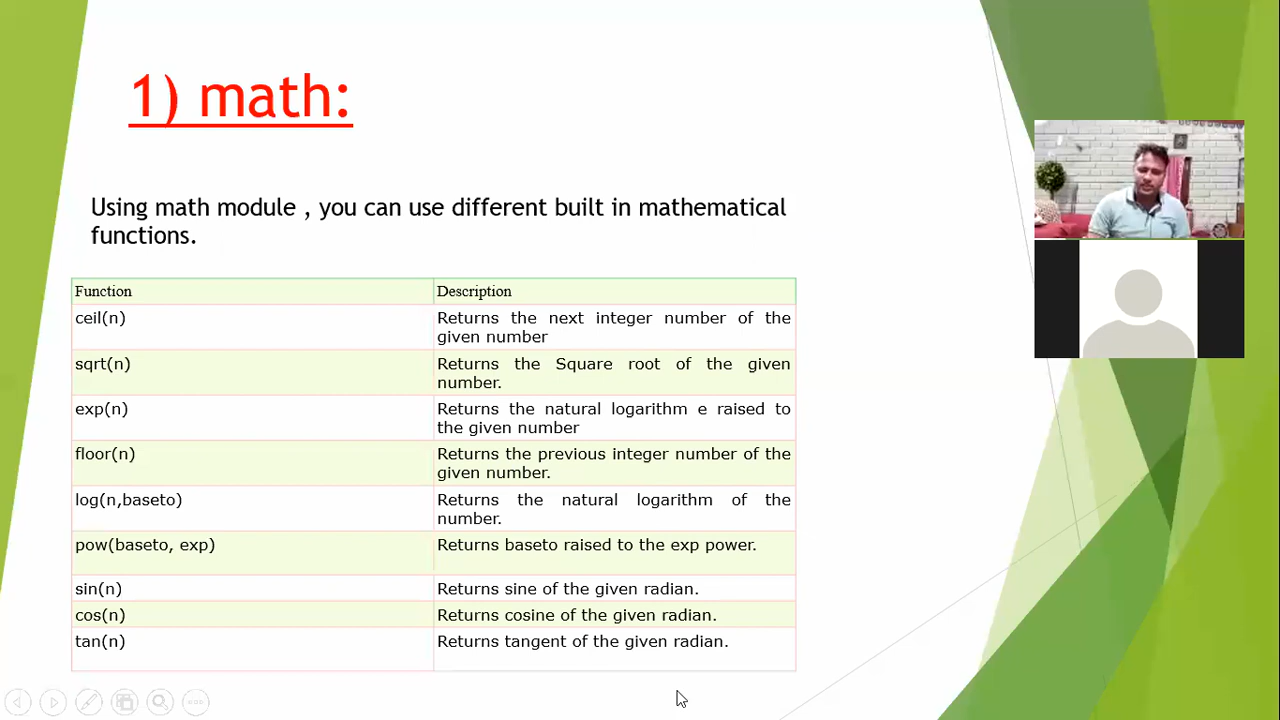 1) math:
Using math module , you can use different built in mathematical
functions.
Function Description
ceil(n) Returns the next integer number of the
given number
sqrt(n) Returns the Square root of the given
number.
exp(n) Returns the natural logarithm e raised to
the given number
floor(n) Returns the previous integer number of the
given number.
log(n,baseto) Returns the natural logarithm of the
number.
pow(baseto, exp) Returns baseto raised to the exp power.
sin(n) Returns sine of the given radian.
cos(n) Returns cosine of the given radian.
tan(n) Returns tangent of the given radian.